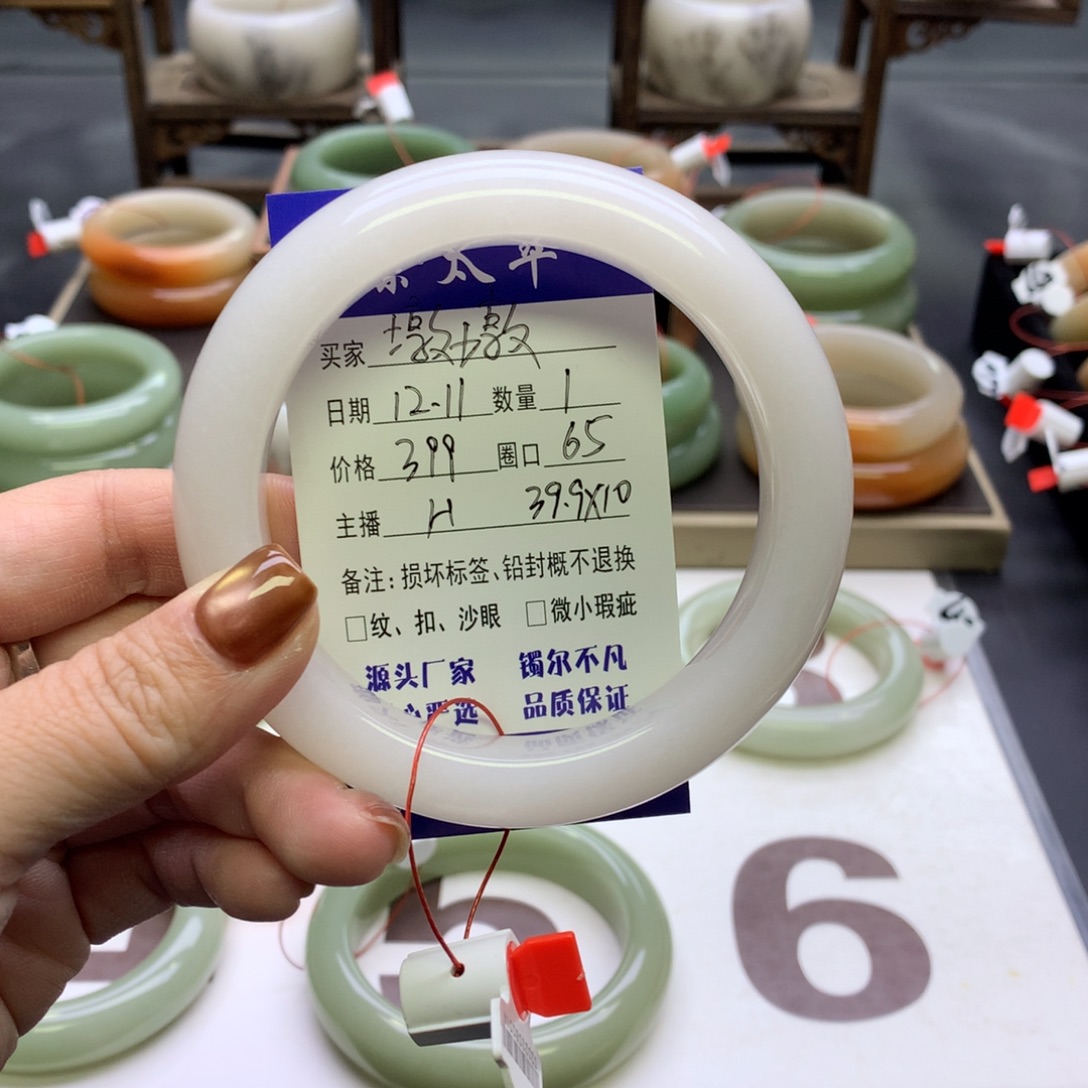 太平
买家 墩墩
日期 12-11 数量 1
价格 399 圈口 65
主播 H 39.9X10
备注:损坏标签、铅封概不退换
□纹、扣、沙眼 □微小瑕疵
源头厂家 镯尔不凡
严选 品质保证
6